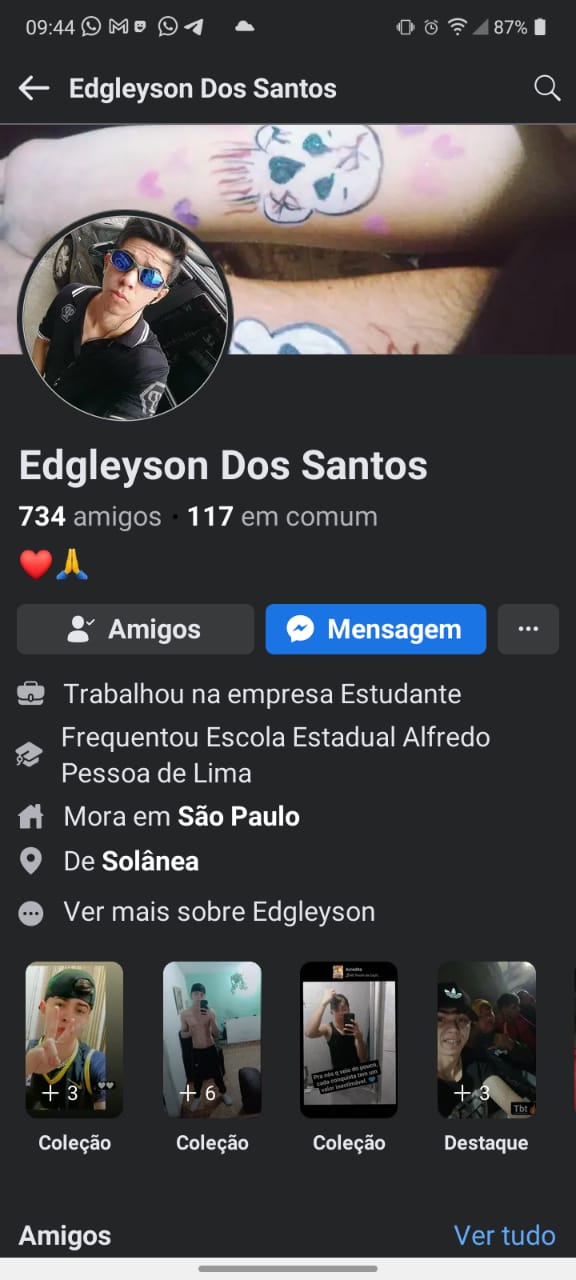 09:44 87%
Edgleyson Dos Santos
Edgleyson Dos Santos
734 amigos · 117 em comum
❤️🙏
Amigos
Mensagem
Trabalhou na empresa Estudante
Frequentou Escola Estadual Alfredo
Pessoa de Lima
Mora em São Paulo
De Solânea
Ver mais sobre Edgleyson
+ 3
+ 6
Pra nós q veio do pouco,
cada conquista tem um
valor inestimável. 💙
+ 3
Tbt
Coleção
Coleção
Coleção
Destaque
Amigos
Ver tudo